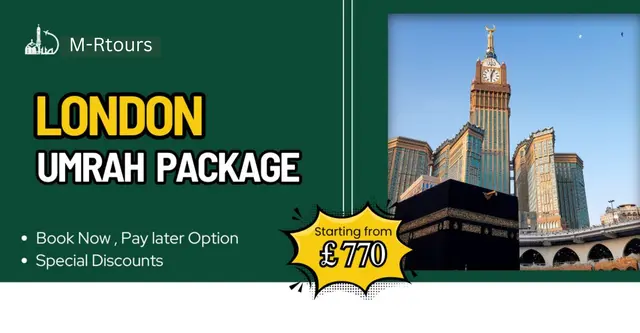 M-Rtours
LONDON
UMRAH PACKAGE
Book Now , Pay later Option
Special Discounts
Starting from
£ 770